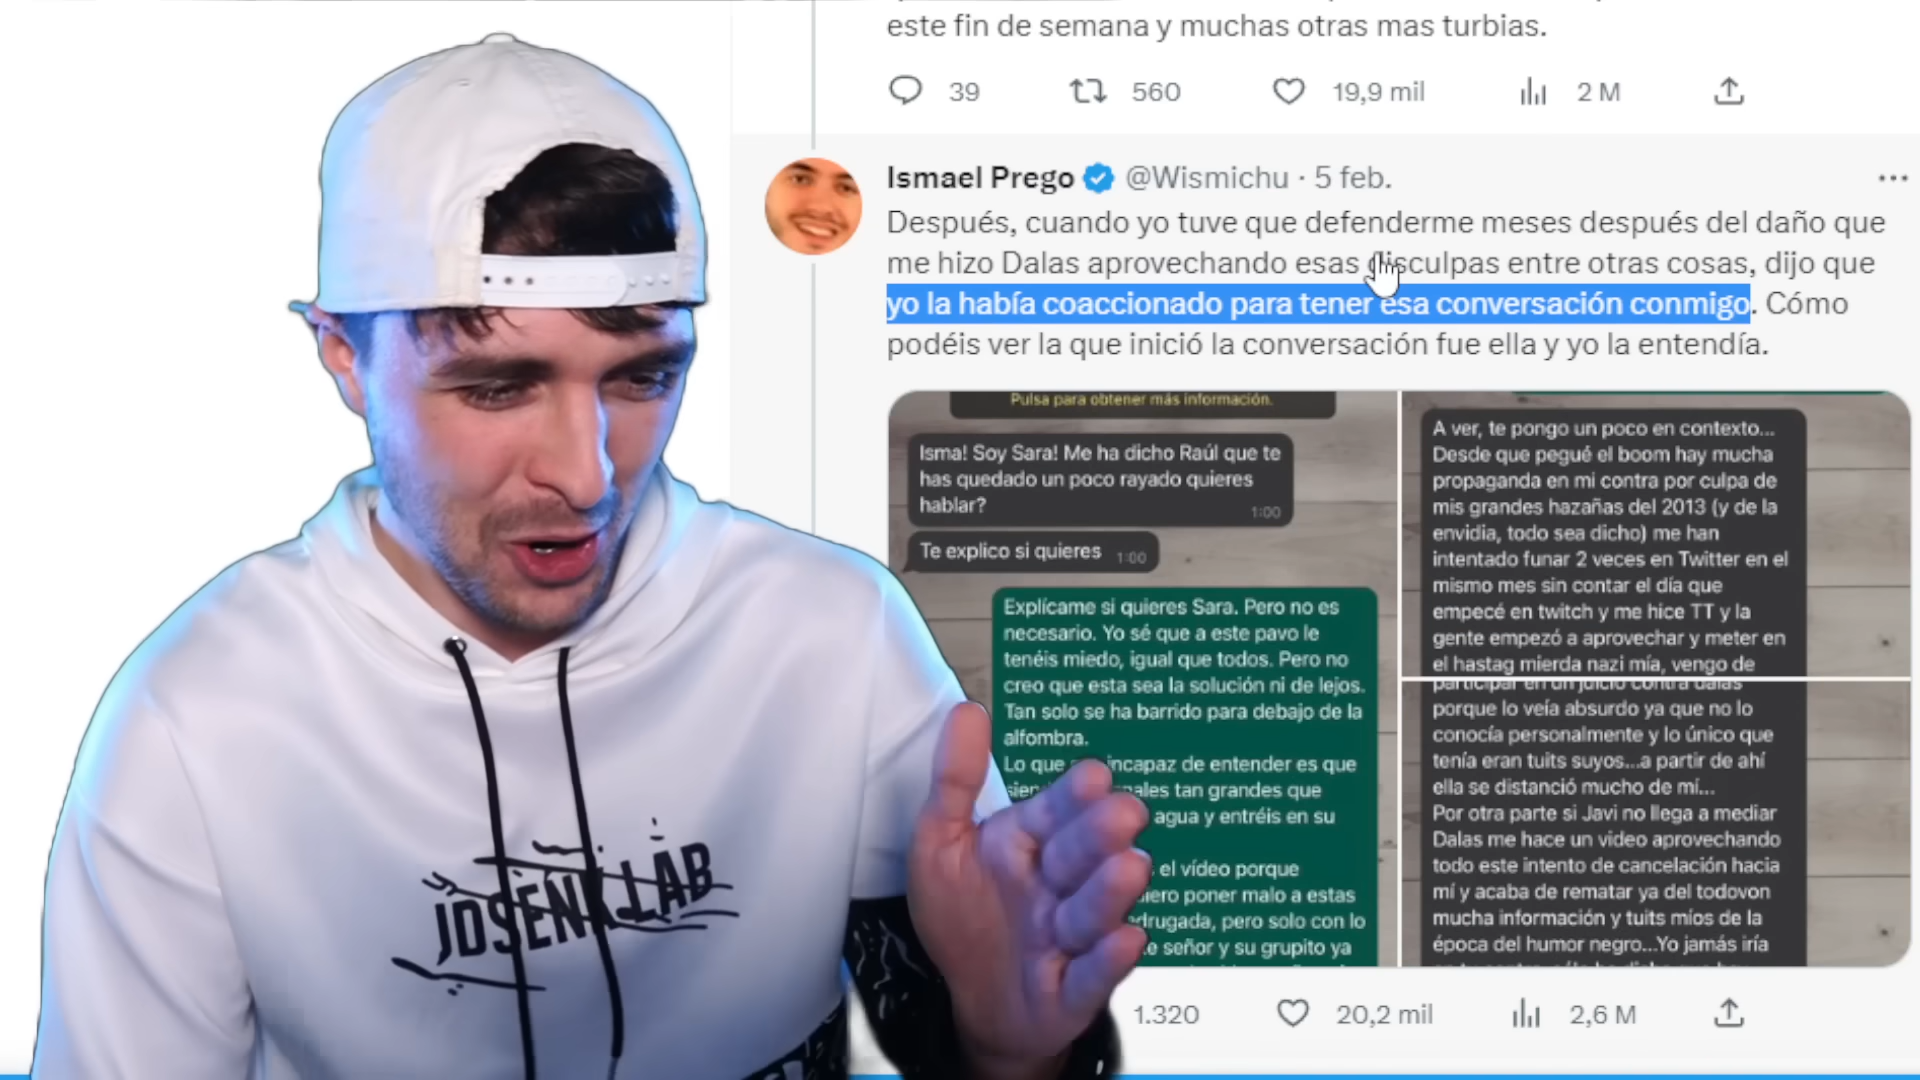 este fin de semana y muchas otras mas turbias.
39 560 19,9 mil 2 M
Ismael Prego @Wismichu · 5 feb.
Después, cuando yo tuve que defenderme meses después del daño que
me hizo Dalas aprovechando esas disculpas entre otras cosas, dijo que
yo la había coaccionado para tener esa conversación conmigo. Cómo
podéis ver la que inició la conversación fue ella y yo la entendía.
Pulsa para obtener más información.
Isma! Soy Sara! Me ha dicho Raúl que te
has quedado un poco rayado quieres
hablar?
1:00
Te explico si quieres 1:00
Explícame si quieres Sara. Pero no es
necesario. Yo sé que a este pavo le
tenéis miedo, igual que todos. Pero no
creo que esta sea la solución ni de lejos.
Tan solo se ha barrido para debajo de la
alfombra.
Lo que incapaz de entender es que
tan grandes que
agua y entréis en su
el vídeo porque
poner malo a estas
pero solo con lo
señor y su grupito ya
A ver, te pongo un poco en contexto...
Desde que pegué el boom hay mucha
propaganda en mi contra por culpa de
mis grandes hazañas del 2013 (y de la
envidia, todo sea dicho) me han
intentado funar 2 veces en Twitter en el
mismo mes sin contar el día que
empecé en twitch y me hice TT y la
gente empezó a aprovechar y meter en
el hastag mierda nazi mía, vengo de
participar en un juicio contra dalas
porque lo veía absurdo ya que no lo
conocía personalmente y lo único que
tenía eran tuits suyos...a partir de ahí
ella se distanció mucho de mí...
Por otra parte si Javi no llega a mediar
Dalas me hace un video aprovechando
todo este intento de cancelación hacia
mí y acaba de rematar ya del todovon
mucha información y tuits míos de la
época del humor negro...Yo jamás iría
1.320 20,2 mil 2,6 M